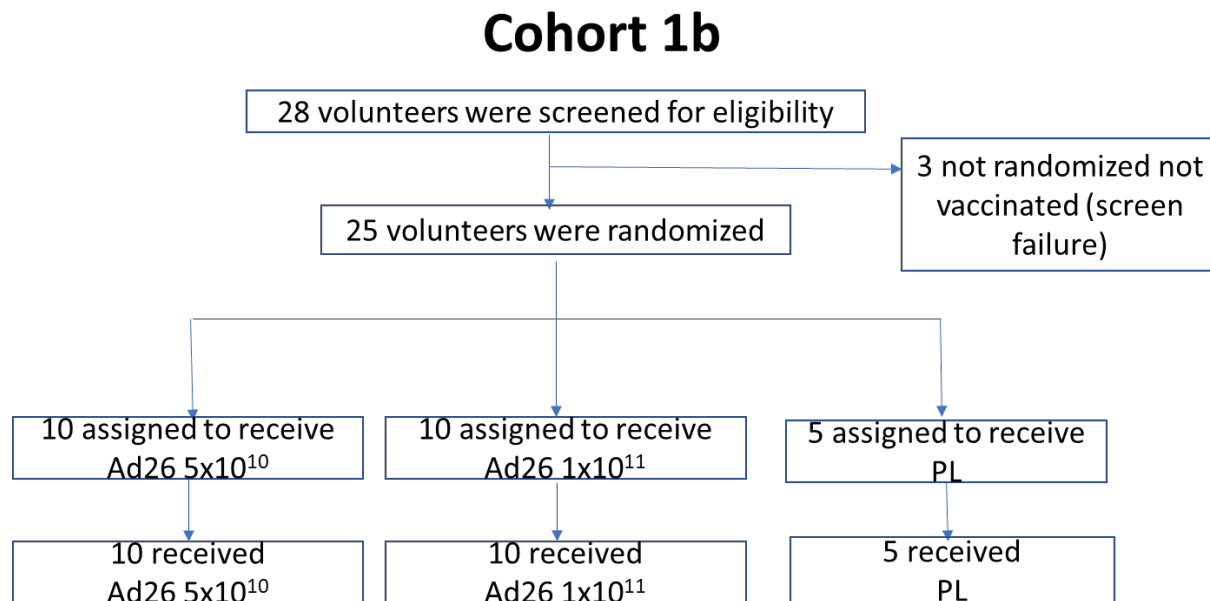 Cohort 1b
28 volunteers were screened for eligibility
3 not randomized not
vaccinated (screen
failure)
25 volunteers were randomized
10 assigned to receive
Ad26 5x10¹⁰
10 assigned to receive
Ad26 1x10¹¹
5 assigned to receive
PL
10 received
Ad26 5x10¹⁰
10 received
Ad26 1x10¹¹
5 received
PL